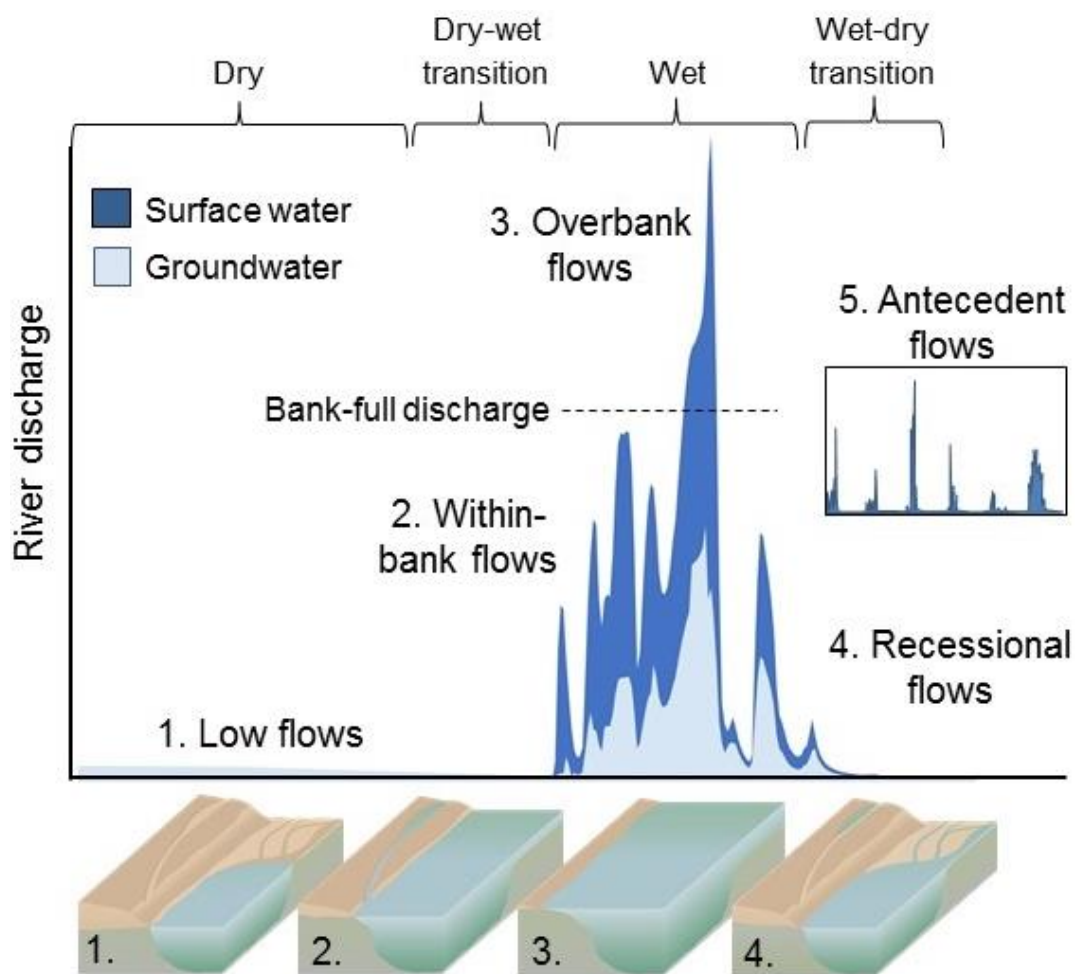 Dry
Dry-wet
transition
Wet
Wet-dry
transition
Surface water
Groundwater
3. Overbank
flows
5. Antecedent
flows
Bank-full discharge
2. Within-
bank flows
4. Recessional
flows
1. Low flows
River discharge
1.
2.
3.
4.